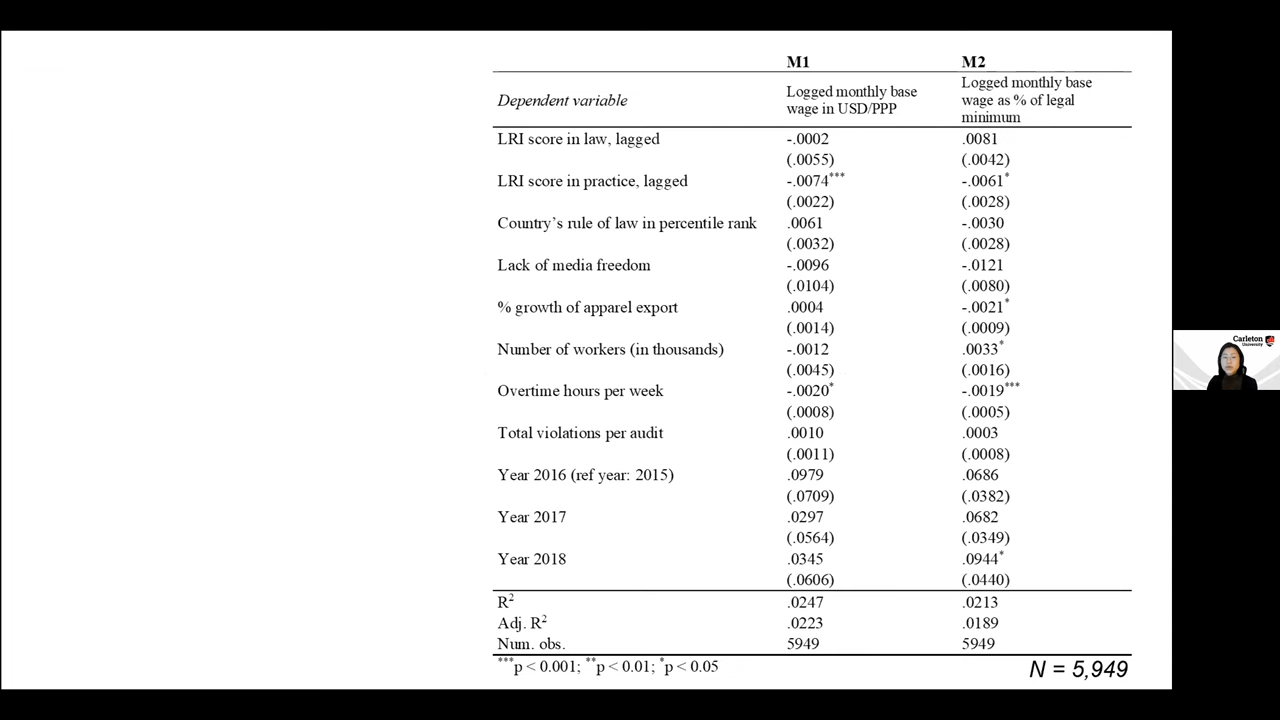 M1 M2
Dependent variable Logged monthly base wage in USD/PPP Logged monthly base wage as % of legal minimum
LRI score in law, lagged -.0002 .0081
(.0055) (.0042)
LRI score in practice, lagged -.0074*** -.0061*
(.0022) (.0028)
Country’s rule of law in percentile rank .0061 -.0030
(.0032) (.0028)
Lack of media freedom -.0096 -.0121
(.0104) (.0080)
% growth of apparel export .0004 -.0021*
(.0014) (.0009)
Number of workers (in thousands) -.0012 .0033*
(.0045) (.0016)
Overtime hours per week -.0020* -.0019***
(.0008) (.0005)
Total violations per audit .0010 .0003
(.0011) (.0008)
Year 2016 (ref year: 2015) .0979 .0686
(.0709) (.0382)
Year 2017 .0297 .0682
(.0564) (.0349)
Year 2018 .0345 .0944*
(.0606) (.0440)
R2 .0247 .0213
Adj. R2 .0223 .0189
Num. obs. 5949 5949
***p < 0.001; **p < 0.01; *p < 0.05
N = 5,949
Carleton
University